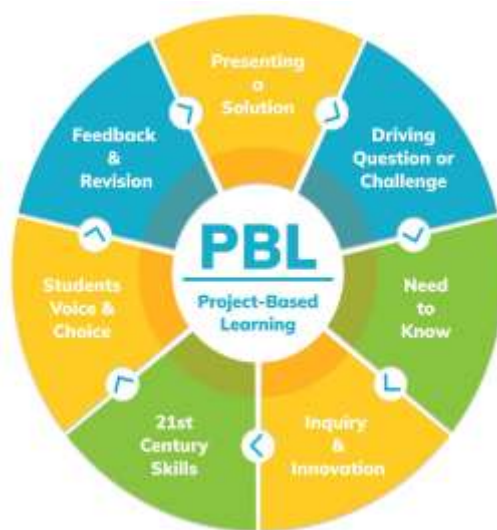 Presenting
a
Solution
Driving
Question or
Challenge
Need
to
Know
Inquiry
&
Innovation
21st
Century
Skills
Students
Voice &
Choice
Feedback
&
Revision
PBL
Project-Based
Learning